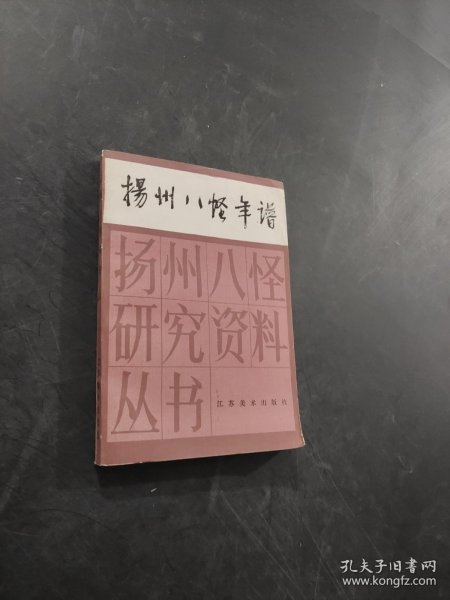 揚州八怪年谱
扬州八怪
研究资料
丛书
江苏美术出版社
孔夫子旧书网
www.kongfz.com